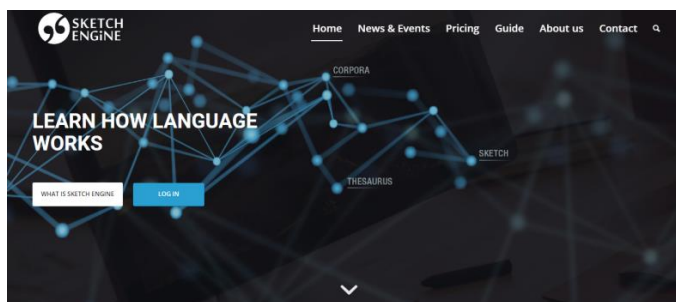 SKETCH
ENGiNE
Home News & Events Pricing Guide About us Contact
CORPORA
LEARN HOW LANGUAGE
WORKS
SKETCH
THESAURUS
WHAT IS SKETCH ENGINE LOG IN